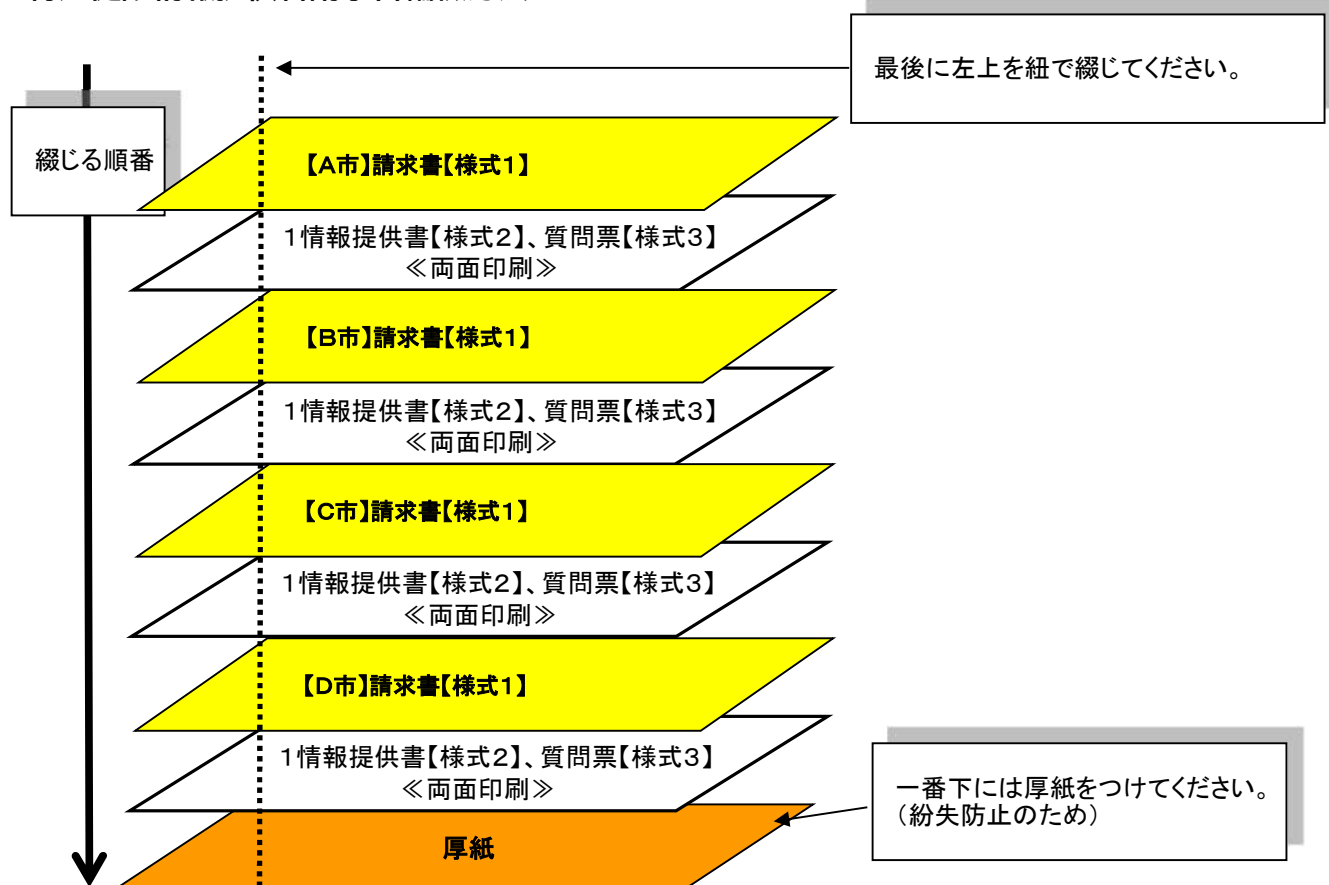 最後に左上を紐で綴じてください。
綴じる順番
【A市】請求書【様式1】
1情報提供書【様式2】、質問票【様式3】
≪両面印刷≫
【B市】請求書【様式1】
1情報提供書【様式2】、質問票【様式3】
≪両面印刷≫
【C市】請求書【様式1】
1情報提供書【様式2】、質問票【様式3】
≪両面印刷≫
【D市】請求書【様式1】
1情報提供書【様式2】、質問票【様式3】
≪両面印刷≫
一番下には厚紙をつけてください。
（紛失防止のため）
厚紙